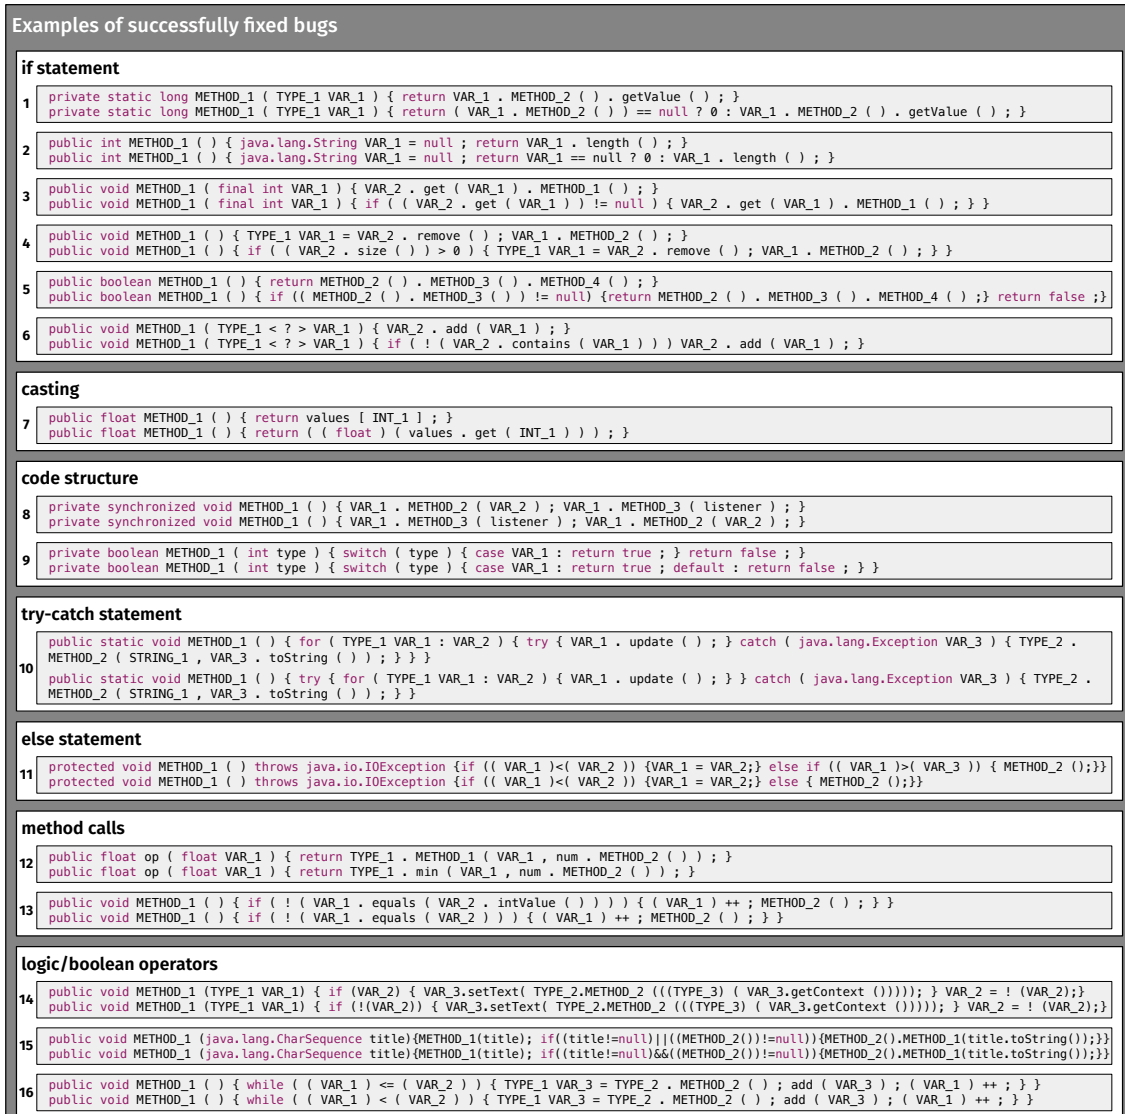 Examples of successfully fixed bugs
if statement
1
private static long METHOD_1 ( TYPE_1 VAR_1 ) { return VAR_1 . METHOD_2 ( ) . getValue ( ) ; }
private static long METHOD_1 ( TYPE_1 VAR_1 ) { return ( VAR_1 . METHOD_2 ( ) ) == null ? 0 : VAR_1 . METHOD_2 ( ) . getValue ( ) ; }
2
public int METHOD_1 ( ) { java.lang.String VAR_1 = null ; return VAR_1 . length ( ) ; }
public int METHOD_1 ( ) { java.lang.String VAR_1 = null ; return VAR_1 == null ? 0 : VAR_1 . length ( ) ; }
3
public void METHOD_1 ( final int VAR_1 ) { VAR_2 . get ( VAR_1 ) . METHOD_1 ( ) ; }
public void METHOD_1 ( final int VAR_1 ) { if ( ( VAR_2 . get ( VAR_1 ) ) != null ) { VAR_2 . get ( VAR_1 ) . METHOD_1 ( ) ; } }
4
public void METHOD_1 ( ) { TYPE_1 VAR_1 = VAR_2 . remove ( ) ; VAR_1 . METHOD_2 ( ) ; }
public void METHOD_1 ( ) { if ( ( VAR_2 . size ( ) ) > 0 ) { TYPE_1 VAR_1 = VAR_2 . remove ( ) ; VAR_1 . METHOD_2 ( ) ; } }
5
public boolean METHOD_1 ( ) { return METHOD_2 ( ) . METHOD_3 ( ) . METHOD_4 ( ) ; }
public boolean METHOD_1 ( ) { if (( METHOD_2 ( ) . METHOD_3 ( ) ) != null) {return METHOD_2 ( ) . METHOD_3 ( ) . METHOD_4 ( ) ;} return false ;}
6
public void METHOD_1 ( TYPE_1 < ? > VAR_1 ) { VAR_2 . add ( VAR_1 ) ; }
public void METHOD_1 ( TYPE_1 < ? > VAR_1 ) { if ( ! ( VAR_2 . contains ( VAR_1 ) ) ) VAR_2 . add ( VAR_1 ) ; }
casting
7
public float METHOD_1 ( ) { return values [ INT_1 ] ; }
public float METHOD_1 ( ) { return ( ( float ) ( values . get ( INT_1 ) ) ) ; }
code structure
8
private synchronized void METHOD_1 ( ) { VAR_1 . METHOD_2 ( VAR_2 ) ; VAR_1 . METHOD_3 ( listener ) ; }
private synchronized void METHOD_1 ( ) { VAR_1 . METHOD_3 ( listener ) ; VAR_1 . METHOD_2 ( VAR_2 ) ; }
9
private boolean METHOD_1 ( int type ) { switch ( type ) { case VAR_1 : return true ; } return false ; }
private boolean METHOD_1 ( int type ) { switch ( type ) { case VAR_1 : return true ; default : return false ; } }
try-catch statement
10
public static void METHOD_1 ( ) { for ( TYPE_1 VAR_1 : VAR_2 ) { try { VAR_1 . update ( ) ; } catch ( java.lang.Exception VAR_3 ) { TYPE_2 .
METHOD_2 ( STRING_1 , VAR_3 . toString ( ) ) ; } } }
public static void METHOD_1 ( ) { try { for ( TYPE_1 VAR_1 : VAR_2 ) { VAR_1 . update ( ) ; } } catch ( java.lang.Exception VAR_3 ) { TYPE_2 .
METHOD_2 ( STRING_1 , VAR_3 . toString ( ) ) ; } }
else statement
11
protected void METHOD_1 ( ) throws java.io.IOException {if (( VAR_1 )<( VAR_2 )) {VAR_1 = VAR_2;} else if (( VAR_1 )>( VAR_3 )) { METHOD_2 ();}}
protected void METHOD_1 ( ) throws java.io.IOException {if (( VAR_1 )<( VAR_2 )) {VAR_1 = VAR_2;} else { METHOD_2 ();}}
method calls
12
public float op ( float VAR_1 ) { return TYPE_1 . METHOD_1 ( VAR_1 , num . METHOD_2 ( ) ) ; }
public float op ( float VAR_1 ) { return TYPE_1 . min ( VAR_1 , num . METHOD_2 ( ) ) ; }
13
public void METHOD_1 ( ) { if ( ! ( VAR_1 . equals ( VAR_2 . intValue ( ) ) ) ) { ( VAR_1 ) ++ ; METHOD_2 ( ) ; } }
public void METHOD_1 ( ) { if ( ! ( VAR_1 . equals ( VAR_2 ) ) ) { ( VAR_1 ) ++ ; METHOD_2 ( ) ; } }
logic/boolean operators
14
public void METHOD_1 (TYPE_1 VAR_1) { if (VAR_2) { VAR_3.setText( TYPE_2.METHOD_2 (((TYPE_3) ( VAR_3.getContext ())))); } VAR_2 = ! (VAR_2);}
public void METHOD_1 (TYPE_1 VAR_1) { if (!(VAR_2)) { VAR_3.setText( TYPE_2.METHOD_2 (((TYPE_3) ( VAR_3.getContext ())))); } VAR_2 = ! (VAR_2);}
15
public void METHOD_1 (java.lang.CharSequence title){METHOD_1(title); if((title!=null)||((METHOD_2())!=null)){METHOD_2().METHOD_1(title.toString());}}
public void METHOD_1 (java.lang.CharSequence title){METHOD_1(title); if((title!=null)&&((METHOD_2())!=null)){METHOD_2().METHOD_1(title.toString());}}
16
public void METHOD_1 ( ) { while ( ( VAR_1 ) <= ( VAR_2 ) ) { TYPE_1 VAR_3 = TYPE_2 . METHOD_2 ( ) ; add ( VAR_3 ) ; ( VAR_1 ) ++ ; } }
public void METHOD_1 ( ) { while ( ( VAR_1 ) < ( VAR_2 ) ) { TYPE_1 VAR_3 = TYPE_2 . METHOD_2 ( ) ; add ( VAR_3 ) ; ( VAR_1 ) ++ ; } }